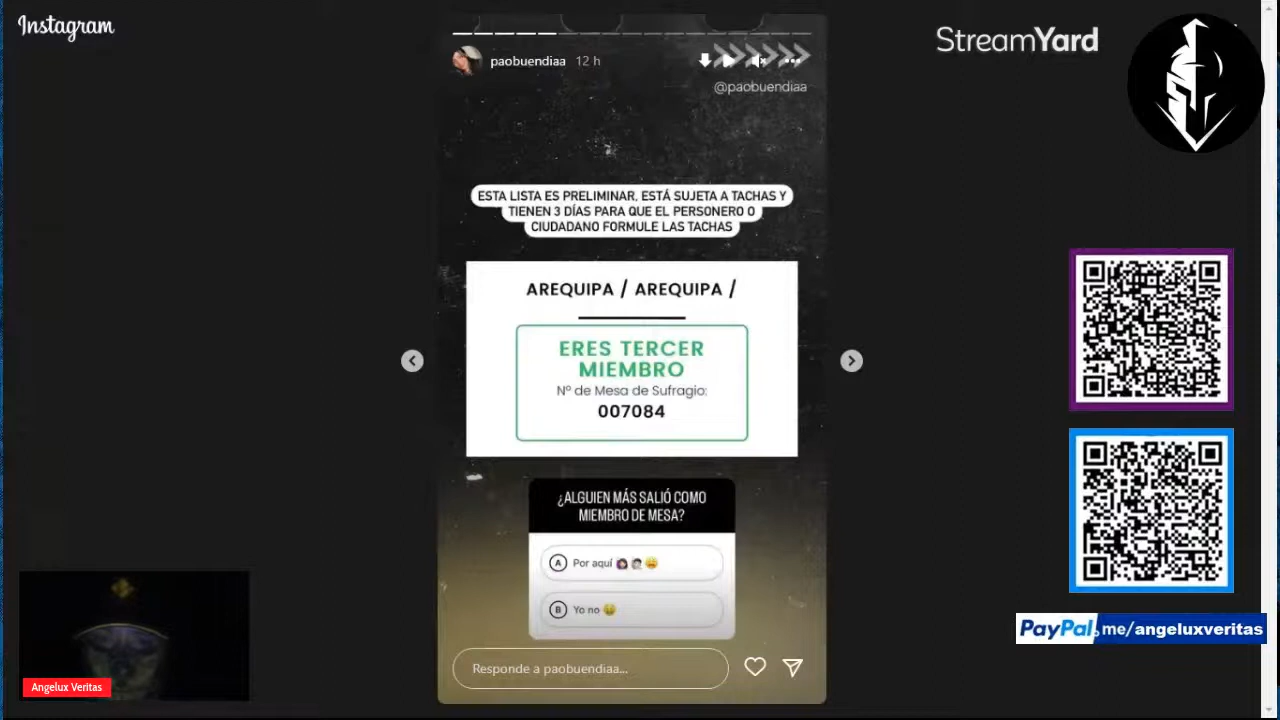 Instagram
StreamYard
paobuendiaa 12 h
@paobuendiaa
ESTA LISTA ES PRELIMINAR, ESTÁ SUJETA A TACHAS Y
TIENEN 3 DÍAS PARA QUE EL PERSONERO O
CIUDADANO FORMULE LAS TACHAS
AREQUIPA / AREQUIPA /
ERES TERCER
MIEMBRO
Nº de Mesa de Sufragio:
007084
¿ALGUIEN MÁS SALIÓ COMO
MIEMBRO DE MESA?
A Por aquí
B Yo no
Responde a paobuendiaa...
PayPal.me/angeluxveritas
Angelux Veritas